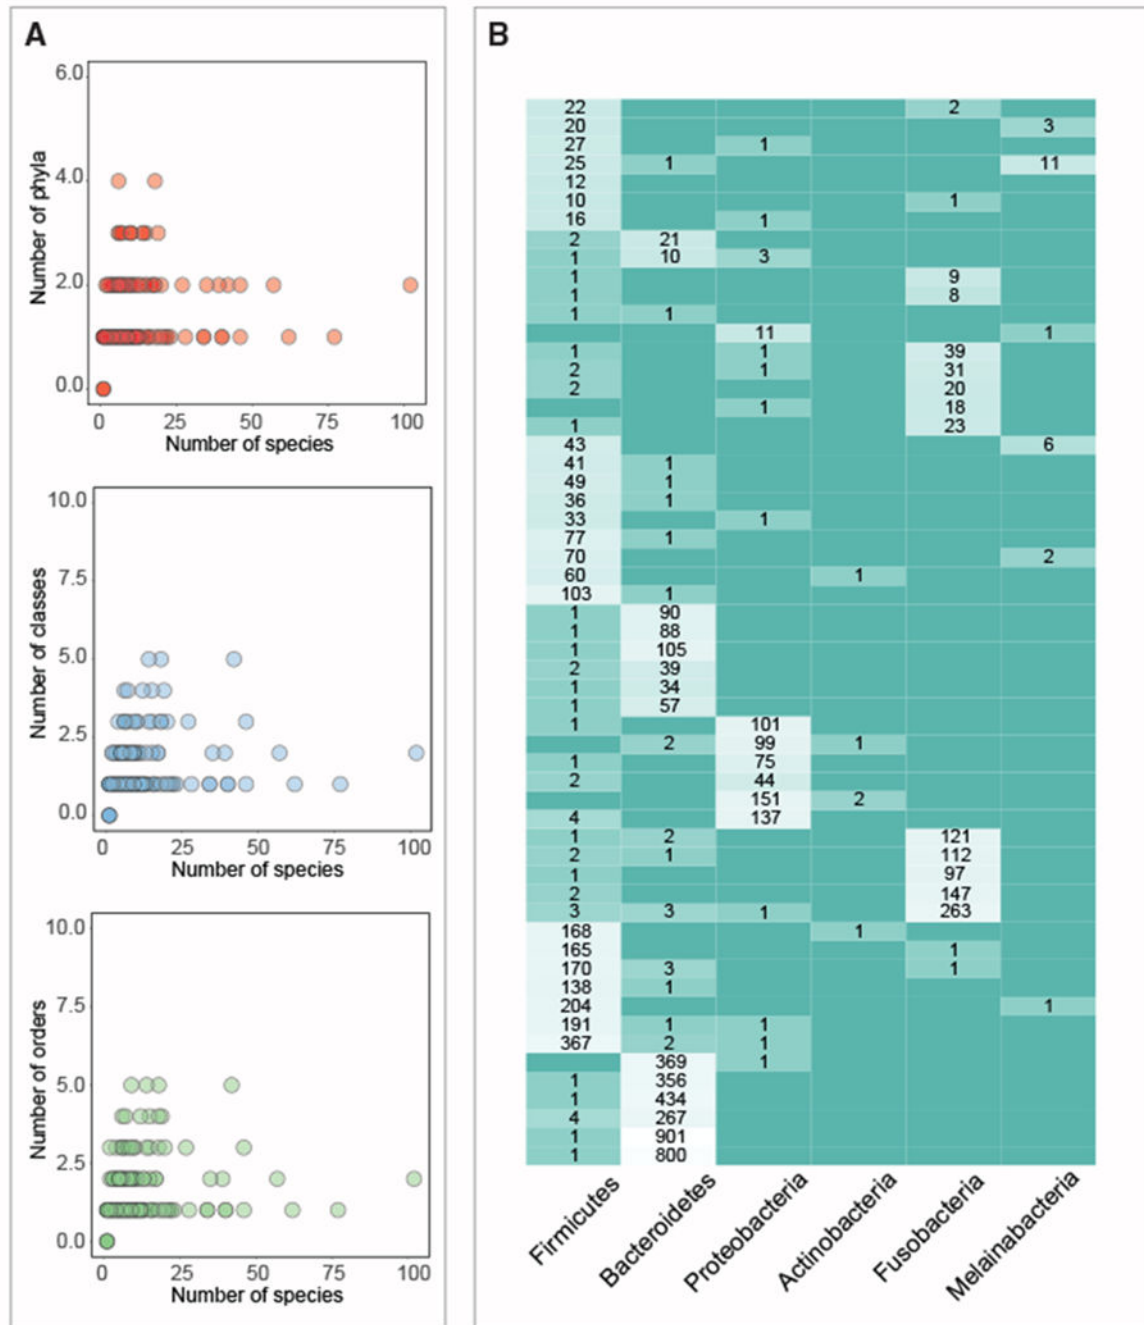 A
6.0
4.0
2.0
0.0
Number of phyla
0 25 50 75 100
Number of species
10.0
7.5
5.0
2.5
0.0
Number of classes
0 25 50 75 100
Number of species
10.0
7.5
5.0
2.5
0.0
Number of orders
0 25 50 75 100
Number of species
B
22 2
20 3
27 1
25 1 11
12
10 1
16 1
2 21
1 10 3
1 9
1 8
1 1
11 1
1 1 39
2 1 31
2 20
1 18
1 23
43 6
41 1
49 1
36 1
33 1
77 1
70 2
60 1
103 1
1 90
1 88
1 105
2 39
1 34
1 57
1 101
2 99 1
1 75
2 44
151 2
4 137
1 2 121
2 1 112
1 97
2 147
3 3 1 263
168 1
165 1
170 3 1
138 1
204 1
191 1 1
367 2 1
369 1
1 356
1 434
4 267
1 901
1 800
Firmicutes Bacteroidetes Proteobacteria Actinobacteria Fusobacteria Melainabacteria